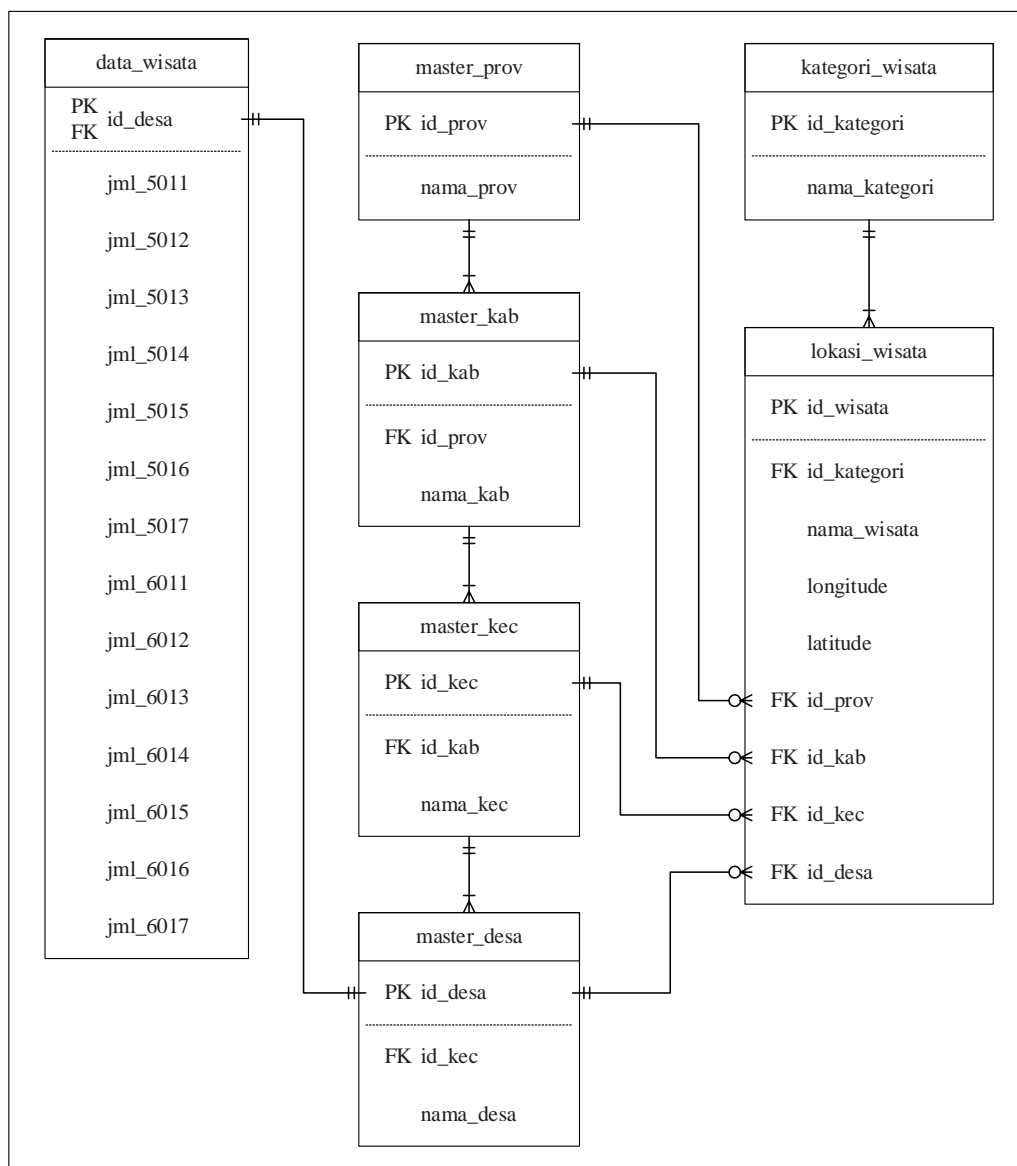 data_wisata
PK
FK
id_desa
jml_5011
jml_5012
jml_5013
jml_5014
jml_5015
jml_5016
jml_5017
jml_6011
jml_6012
jml_6013
jml_6014
jml_6015
jml_6016
jml_6017
master_prov
PK id_prov
nama_prov
master_kab
PK id_kab
FK id_prov
nama_kab
master_kec
PK id_kec
FK id_kab
nama_kec
master_desa
PK id_desa
FK id_kec
nama_desa
kategori_wisata
PK id_kategori
nama_kategori
lokasi_wisata
PK id_wisata
FK id_kategori
nama_wisata
longitude
latitude
FK id_prov
FK id_kab
FK id_kec
FK id_desa